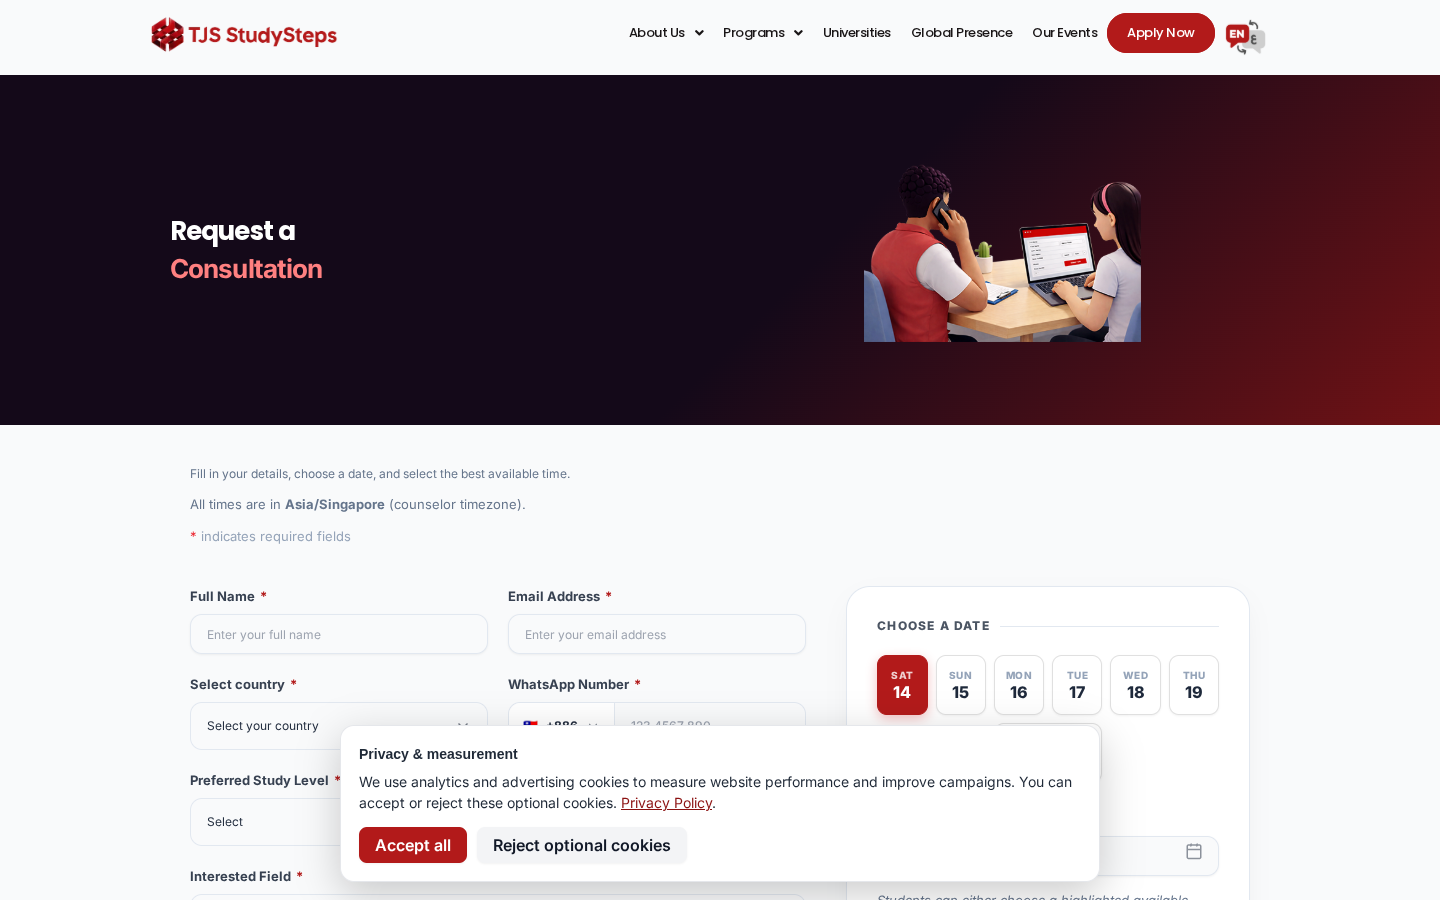 TJS StudySteps
About Us
Programs
Universities
Global Presence
Our Events
Apply Now
EN
ع
Request a
Consultation
Fill in your details, choose a date, and select the best available time.
All times are in Asia/Singapore (counselor timezone).
* indicates required fields
Full Name *
Email Address *
Enter your full name
Enter your email address
Select country *
WhatsApp Number *
Select your country
Preferred Study Level *
Select
Interested Field *
CHOOSE A DATE
SAT
14
SUN
15
MON
16
TUE
17
WED
18
THU
19
Privacy & measurement
We use analytics and advertising cookies to measure website performance and improve campaigns. You can
accept or reject these optional cookies. Privacy Policy.
Accept all
Reject optional cookies